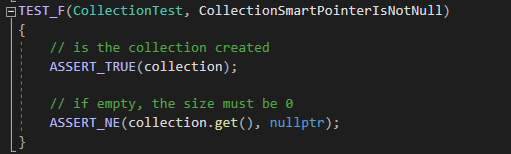 TEST_F(CollectionTest, CollectionSmartPointerIsNotNull)
{
// is the collection created
ASSERT_TRUE(collection);
// if empty, the size must be 0
ASSERT_NE(collection.get(), nullptr);
}